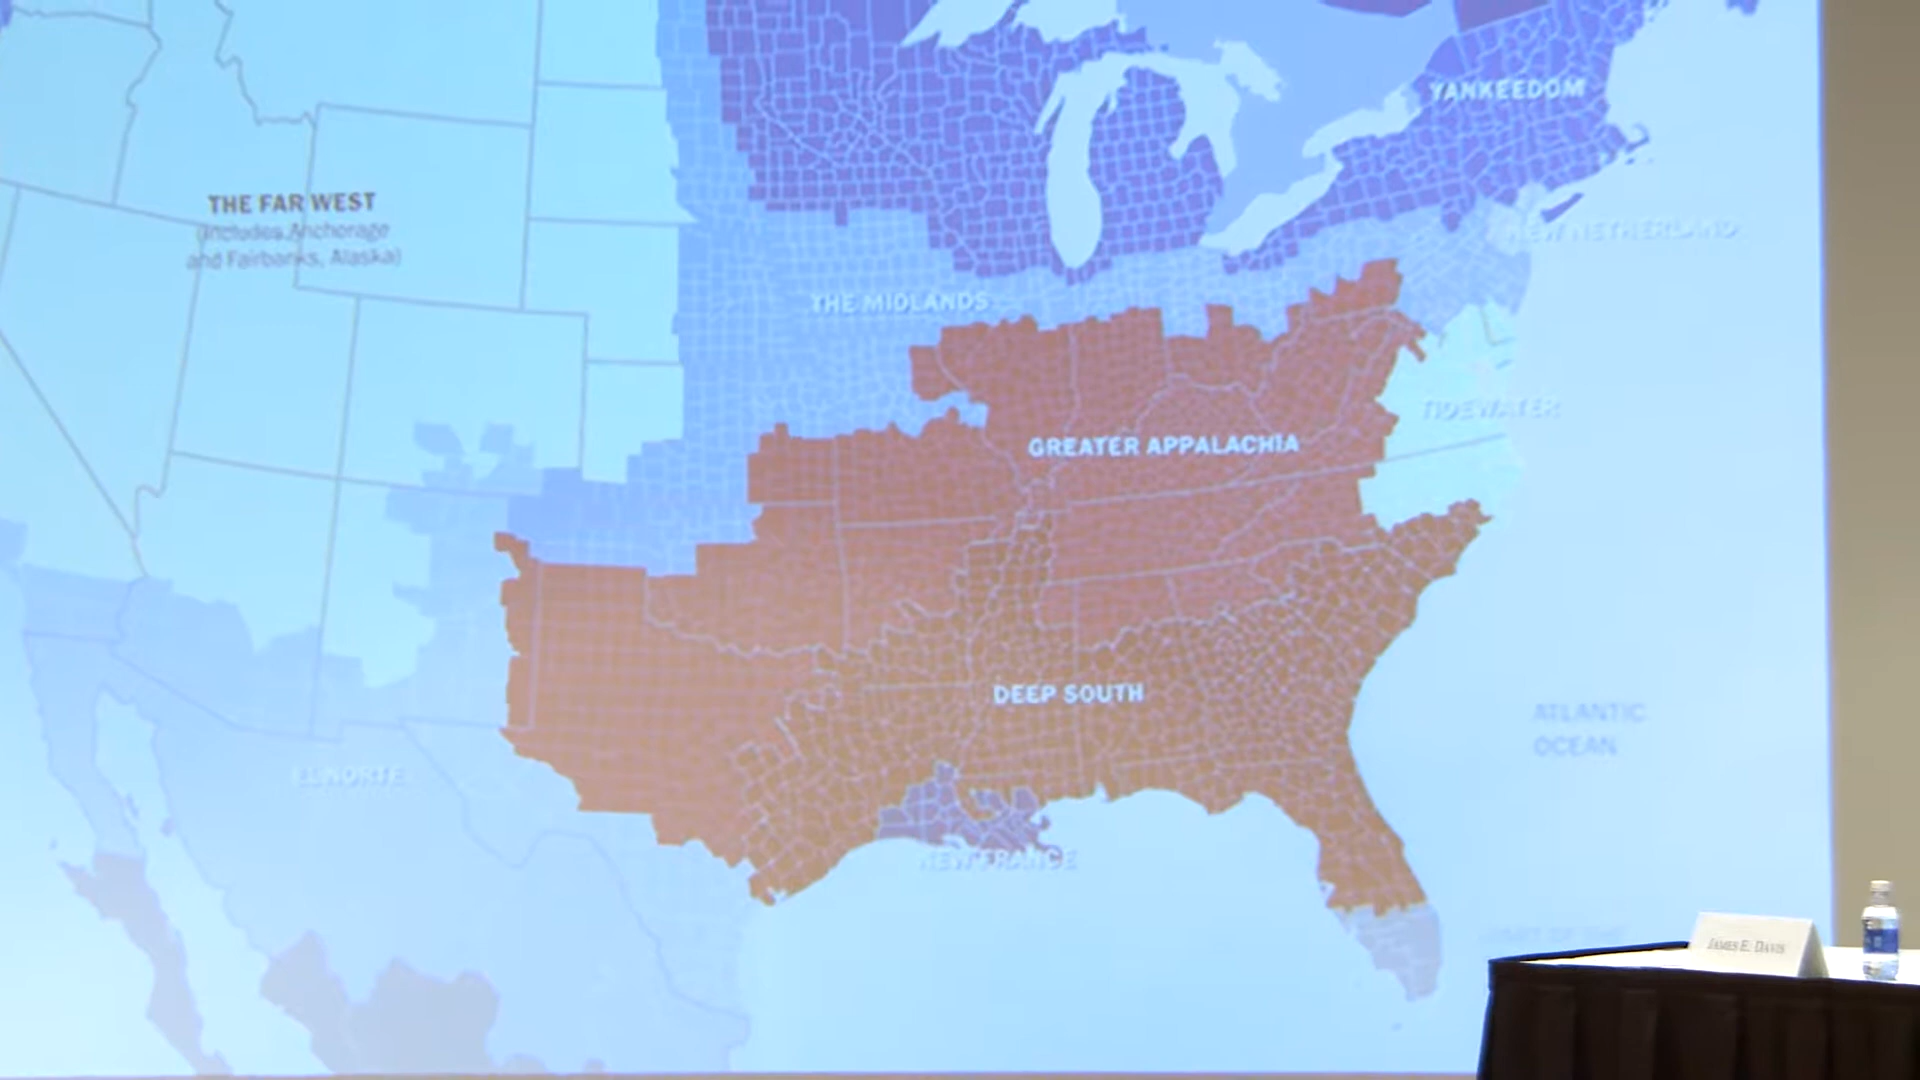 YANKEEDOM
THE FAR WEST
(includes Anchorage
and Fairbanks, Alaska)
NEW NETHERLAND
THE MIDLANDS
TIDEWATER
GREATER APPALACHIA
DEEP SOUTH
ATLANTIC
OCEAN
EL NORTE
NEW FRANCE
JAMES E. DAVIS